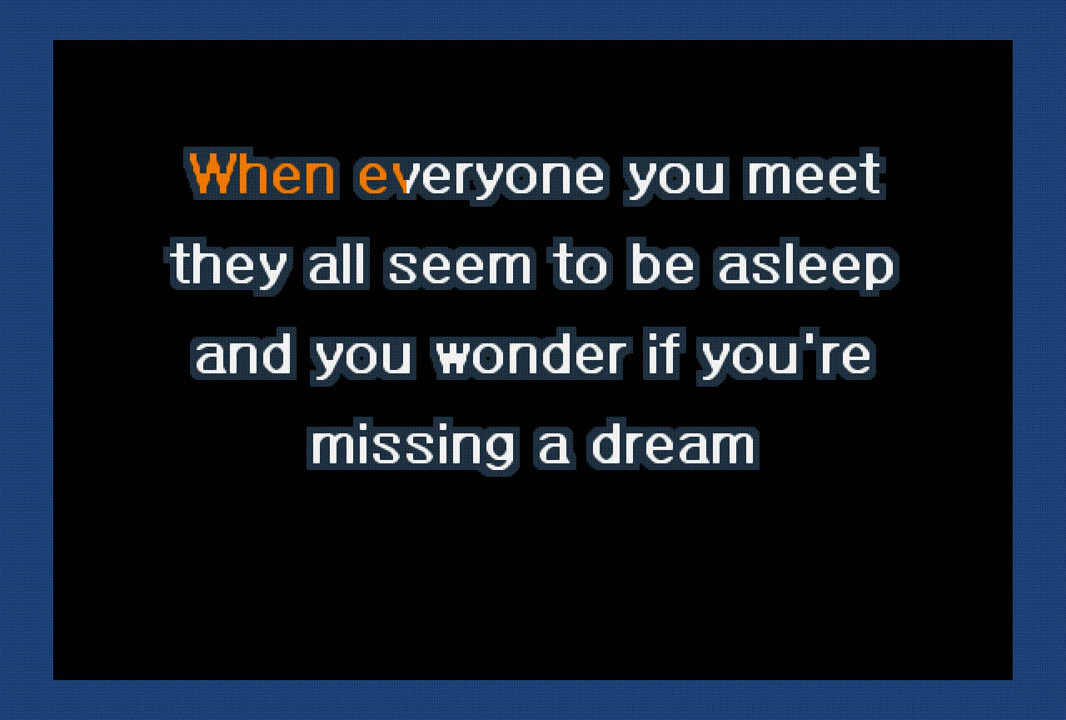 When everyone you meet
they all seem to be asleep
and you wonder if you're
missing a dream